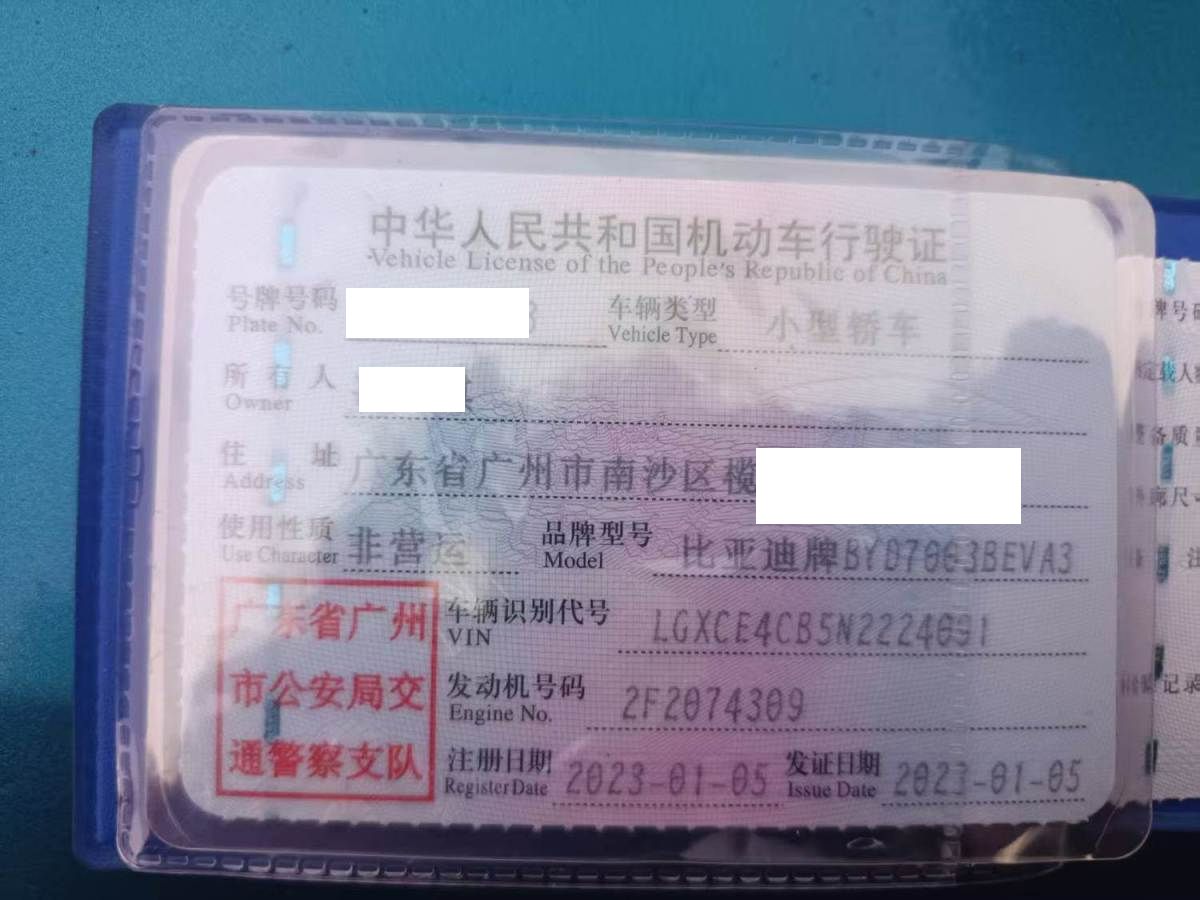 中华人民共和国机动车行驶证
Vehicle License of the People's Republic of China
号牌号码
Plate No.
车辆类型 小型轿车
Vehicle Type
所有人
Owner
住址 广东省广州市南沙区榄
Address
使用性质 非营运
Use Character
品牌型号 比亚迪牌BYD7003BEVA3
Model
广东省广州
市公安局交
通警察支队
车辆识别代号 LGXCE4CB5N2224091
VIN
发动机号码 2F2074309
Engine No.
注册日期 2023-01-05
Register Date
发证日期 2023-01-05
Issue Date
牌号码
记录